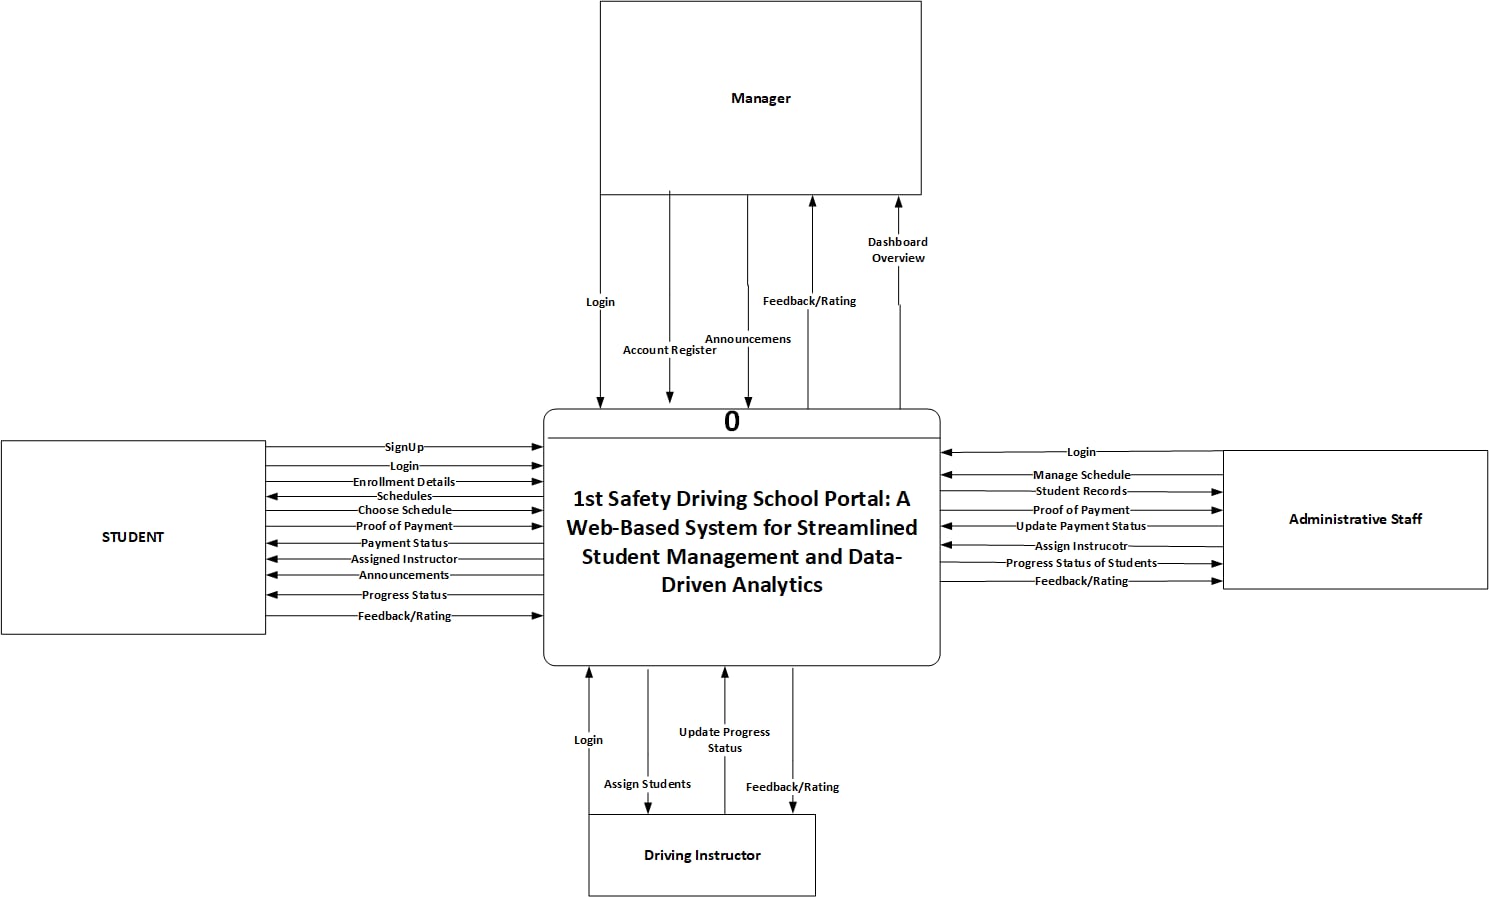 Manager
Dashboard
Overview
Login
Feedback/Rating
Announcemens
Account Register
0
1st Safety Driving School Portal: A
Web-Based System for Streamlined
Student Management and Data-
Driven Analytics
STUDENT
SignUp
Login
Enrollment Details
Schedules
Choose Schedule
Proof of Payment
Payment Status
Assigned Instructor
Announcements
Progress Status
Feedback/Rating
Login
Manage Schedule
Student Records
Proof of Payment
Update Payment Status
Assign Instrucotr
Progress Status of Students
Feedback/Rating
Administrative Staff
Login
Update Progress
Status
Assign Students
Feedback/Rating
Driving Instructor